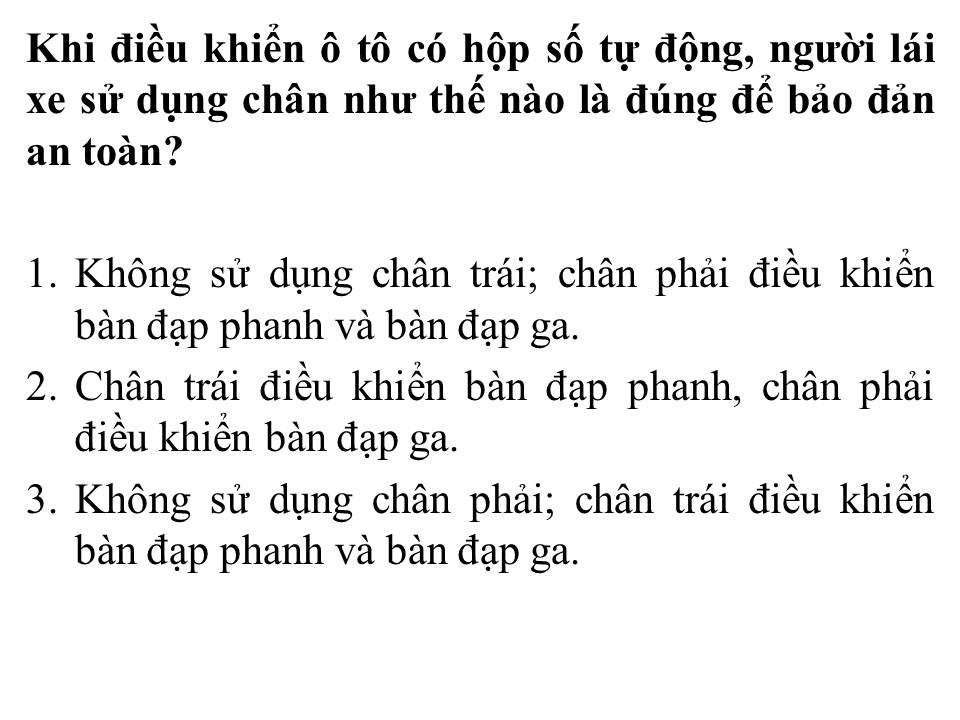 Khi điều khiển ô tô có hộp số tự động, người lái
xe sử dụng chân như thế nào là đúng để bảo đản
an toàn?
1. Không sử dụng chân trái; chân phải điều khiển
bàn đạp phanh và bàn đạp ga.
2. Chân trái điều khiển bàn đạp phanh, chân phải
điều khiển bàn đạp ga.
3. Không sử dụng chân phải; chân trái điều khiển
bàn đạp phanh và bàn đạp ga.